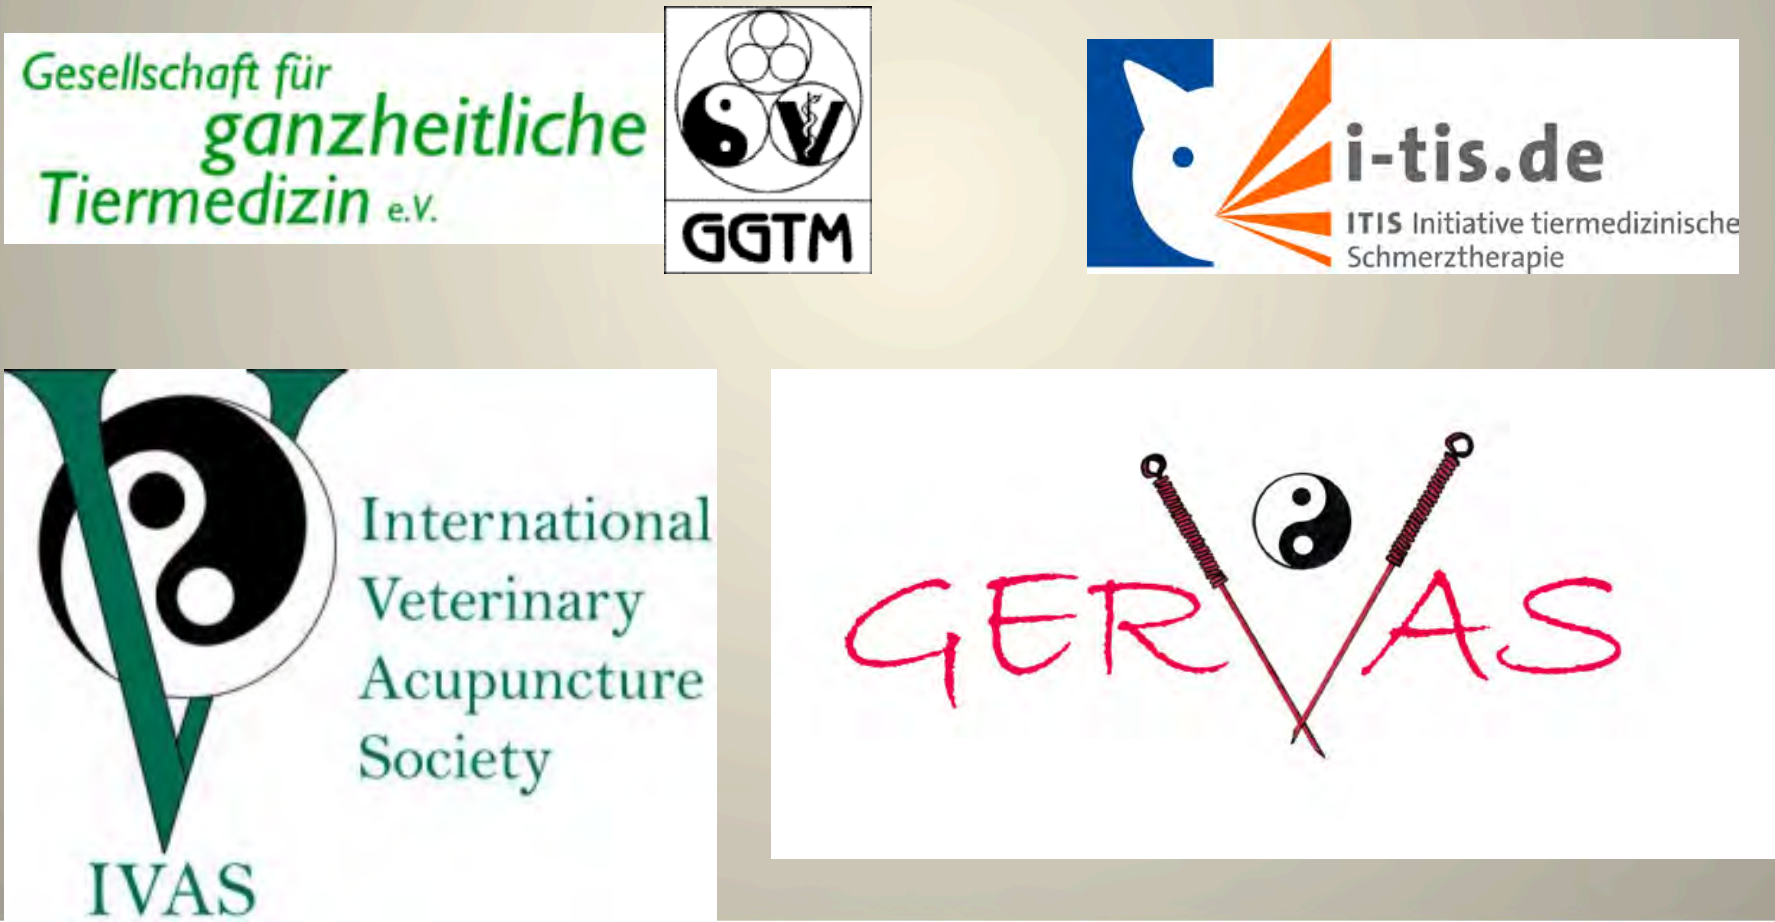 Gesellschaft für
ganzheitliche
Tiermedizin e.V.
V
GGTM
i-tis.de
ITIS Initiative tiermedizinische
Schmerztherapie
International
Veterinary
Acupuncture
Society
IVAS
GERVAS